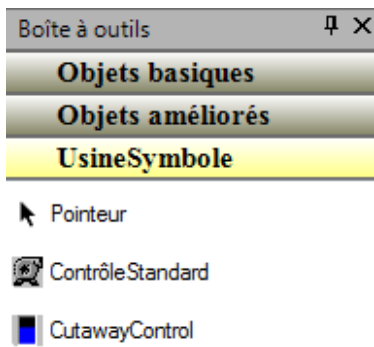 Boîte à outils
Objets basiques
Objets améliorés
UsineSymbole
Pointeur
ContrôleStandard
CutawayControl